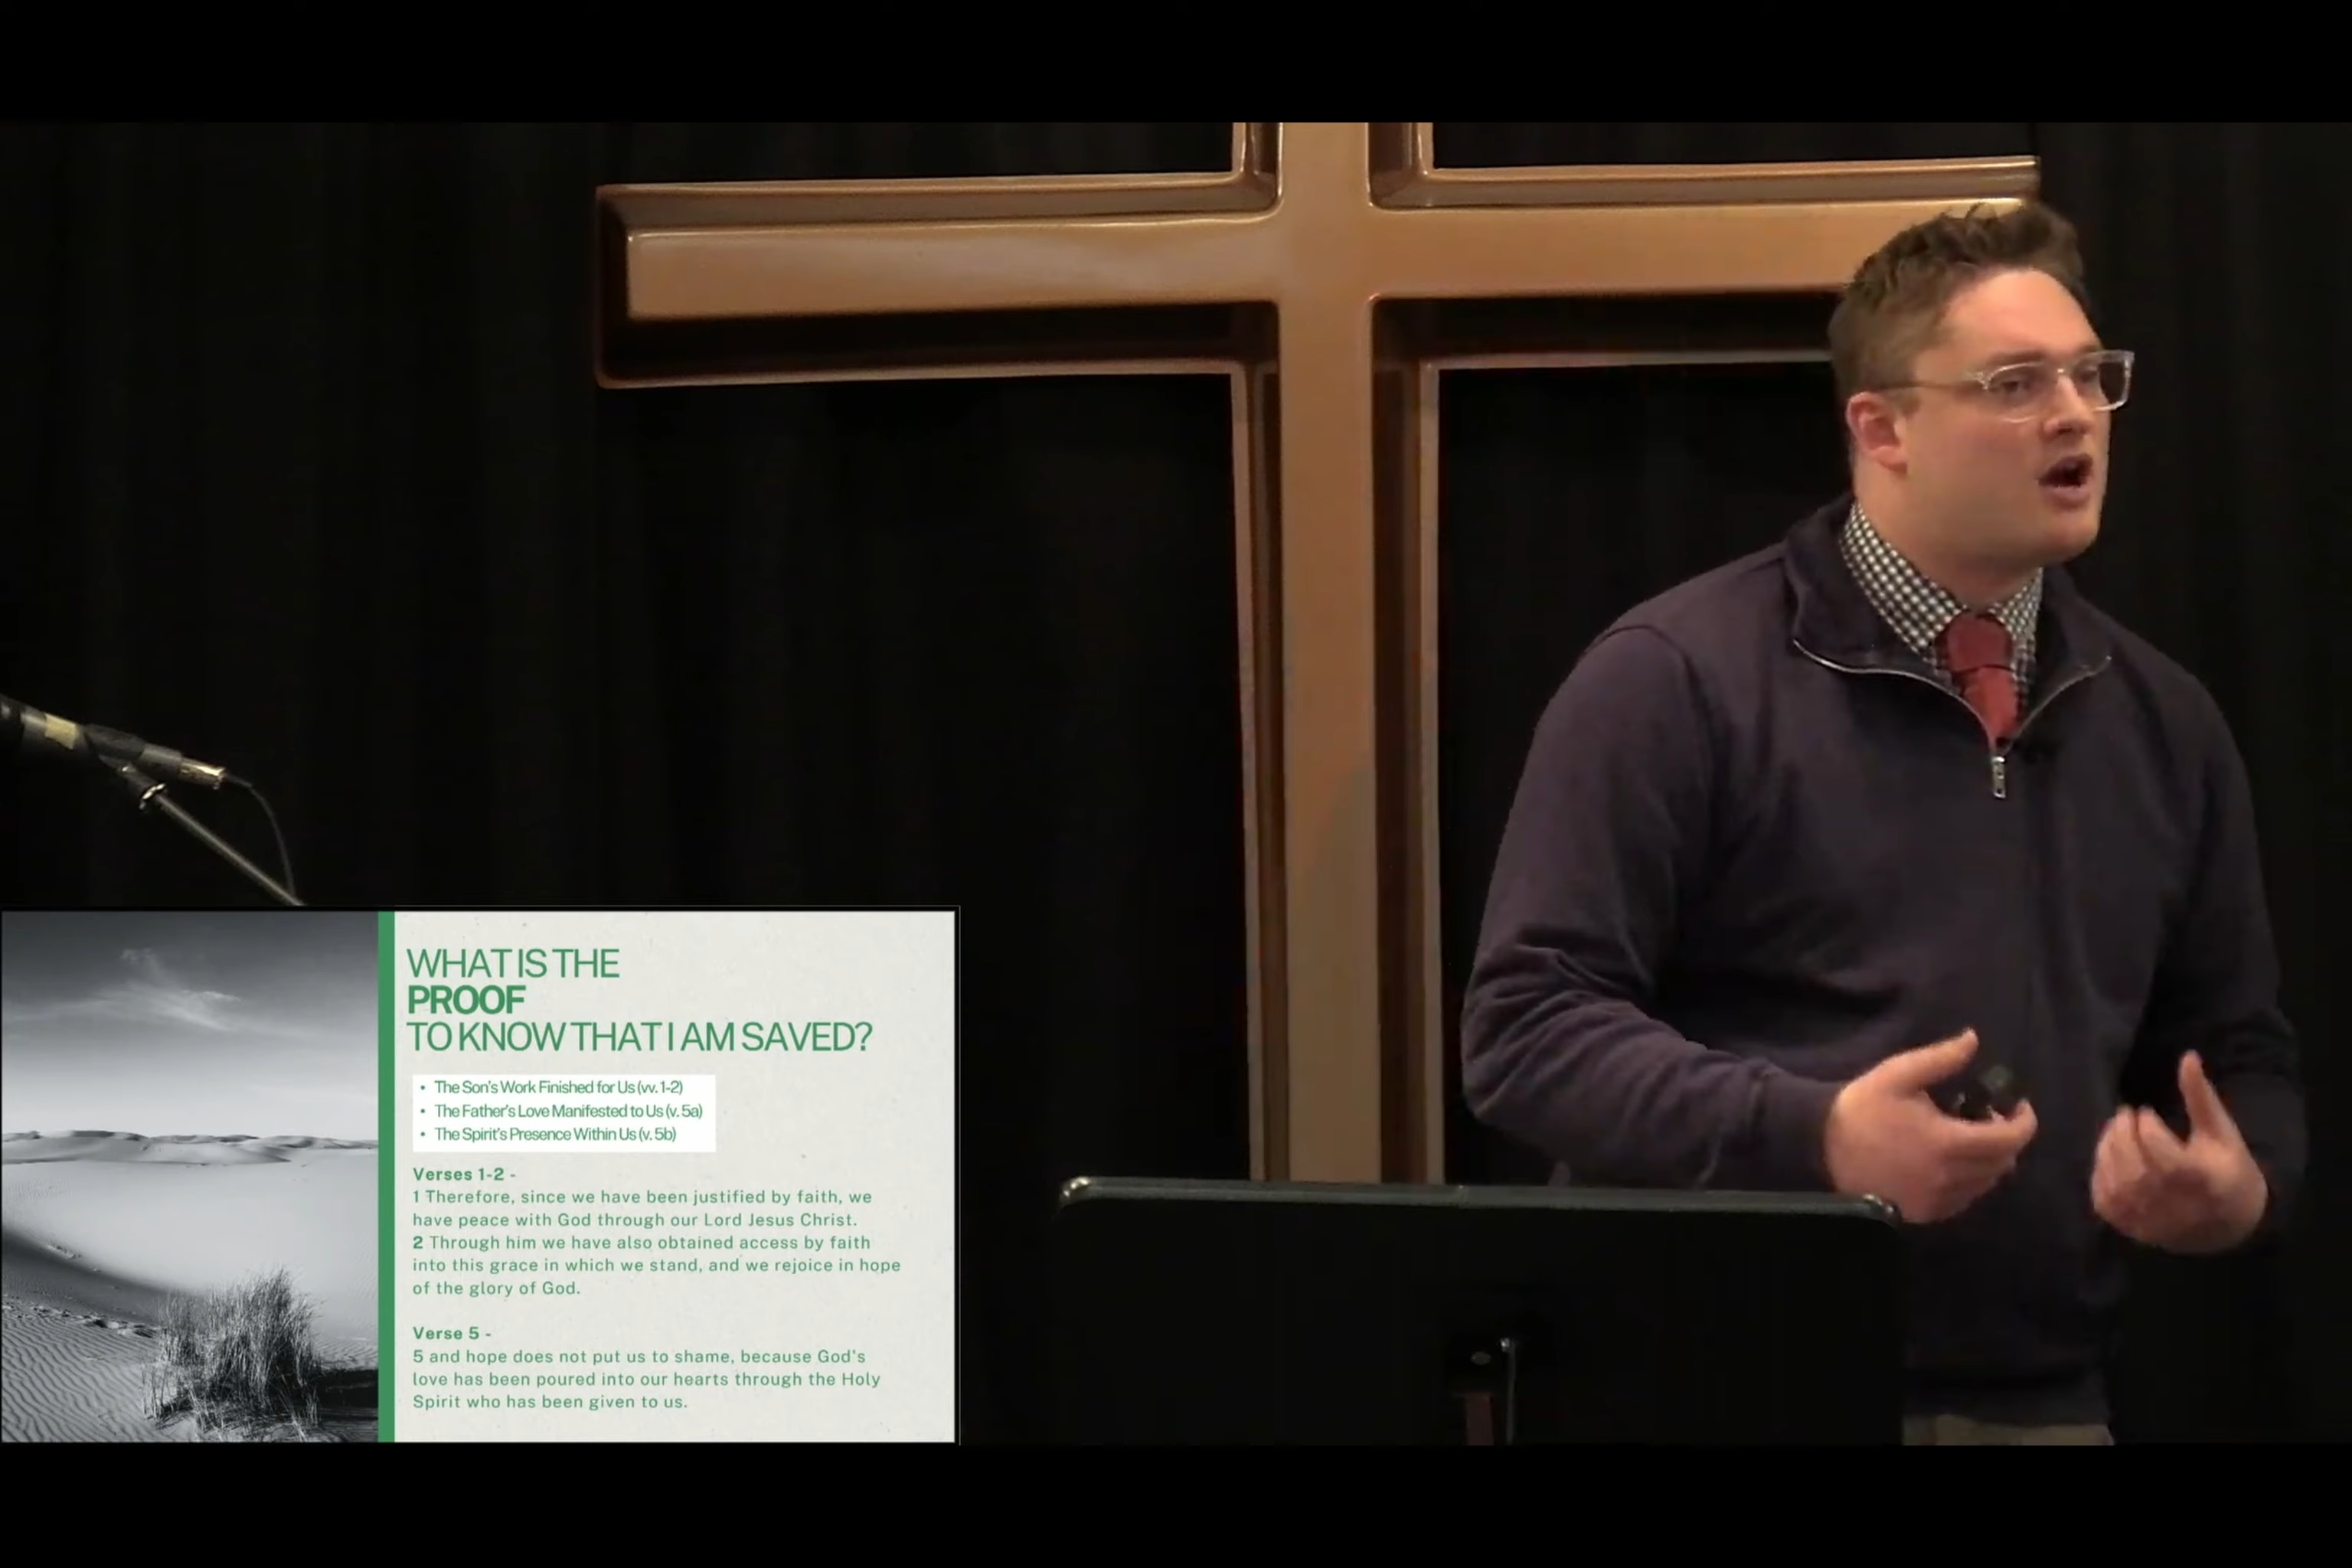 WHAT IS THE
PROOF
TO KNOW THAT I AM SAVED?
• The Son's Work Finished for Us (vv. 1-2)
• The Father's Love Manifested to Us (v. 5a)
• The Spirit's Presence Within Us (v. 5b)
Verses 1-2 -
1 Therefore, since we have been justified by faith, we
have peace with God through our Lord Jesus Christ.
2 Through him we have also obtained access by faith
into this grace in which we stand, and we rejoice in hope
of the glory of God.
Verse 5 -
5 and hope does not put us to shame, because God's
love has been poured into our hearts through the Holy
Spirit who has been given to us.